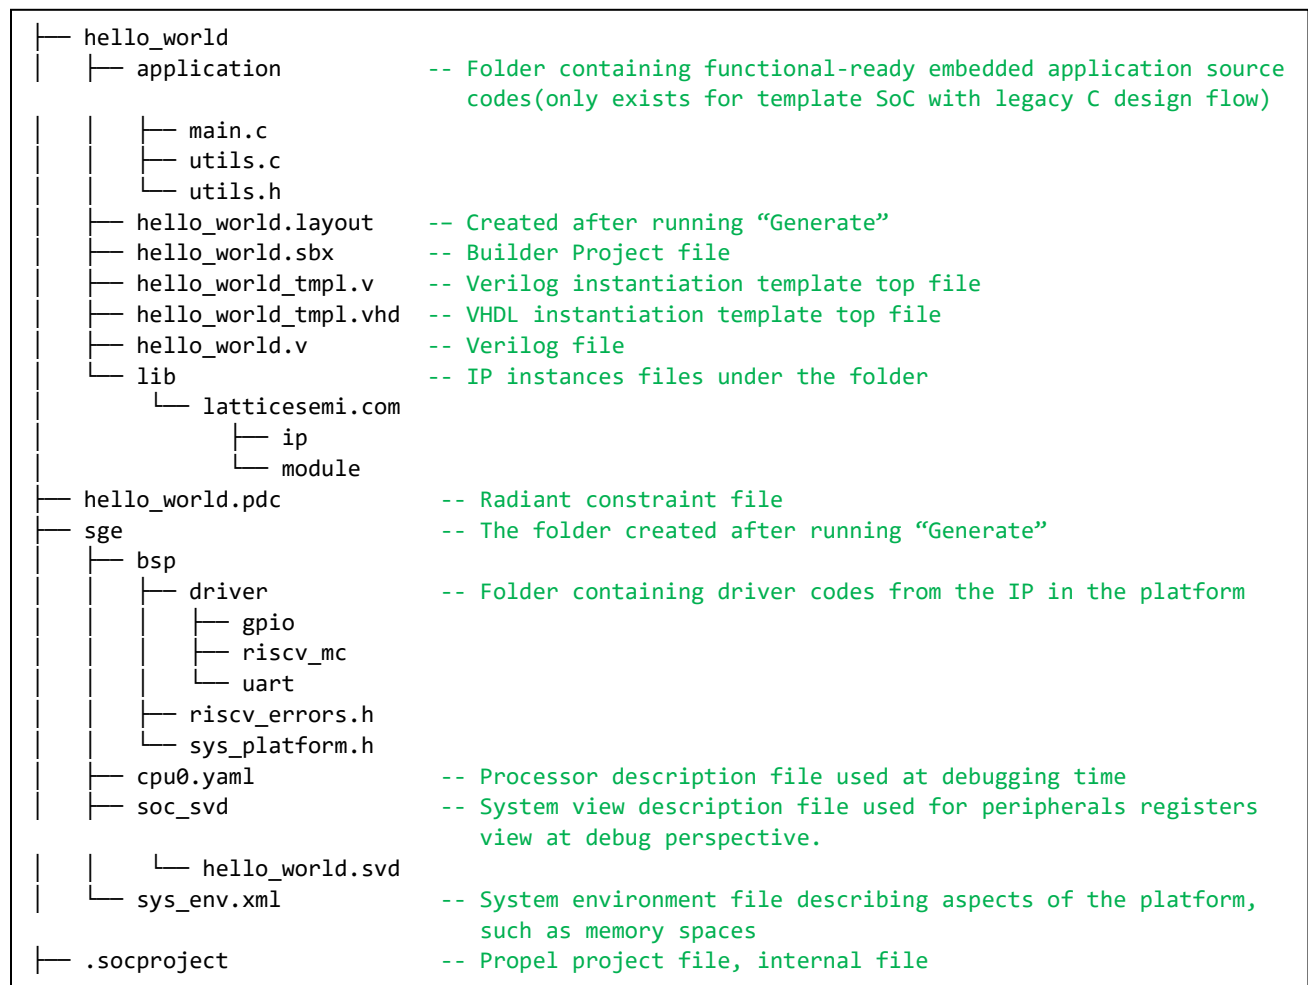 ├── hello_world
│   ├── application           -- Folder containing functional-ready embedded application source
                                 codes(only exists for template SoC with legacy C design flow)
│   │   ├── main.c
│   │   ├── utils.c
│   │   └── utils.h
│   ├── hello_world.layout    -– Created after running “Generate”
│   ├── hello_world.sbx       -- Builder Project file
│   ├── hello_world_tmpl.v    -- Verilog instantiation template top file
│   ├── hello_world_tmpl.vhd  -- VHDL instantiation template top file
│   ├── hello_world.v         -- Verilog file
│   └── lib                   -- IP instances files under the folder
│        └── latticesemi.com
│              ├── ip
│              └── module
├── hello_world.pdc            -- Radiant constraint file
├── sge                        -- The folder created after running “Generate”
│   ├── bsp
│   │   ├── driver             -- Folder containing driver codes from the IP in the platform
│   │   │   ├── gpio
│   │   │   ├── riscv_mc
│   │   │   └── uart
│   │   ├── riscv_errors.h
│   │   └── sys_platform.h
│   ├── cpu0.yaml              -- Processor description file used at debugging time
│   ├── soc_svd                -- System view description file used for peripherals registers
                                  view at debug perspective.
│   │    └── hello_world.svd
│   └── sys_env.xml            -- System environment file describing aspects of the platform,
                                  such as memory spaces
├── .socproject                -- Propel project file, internal file